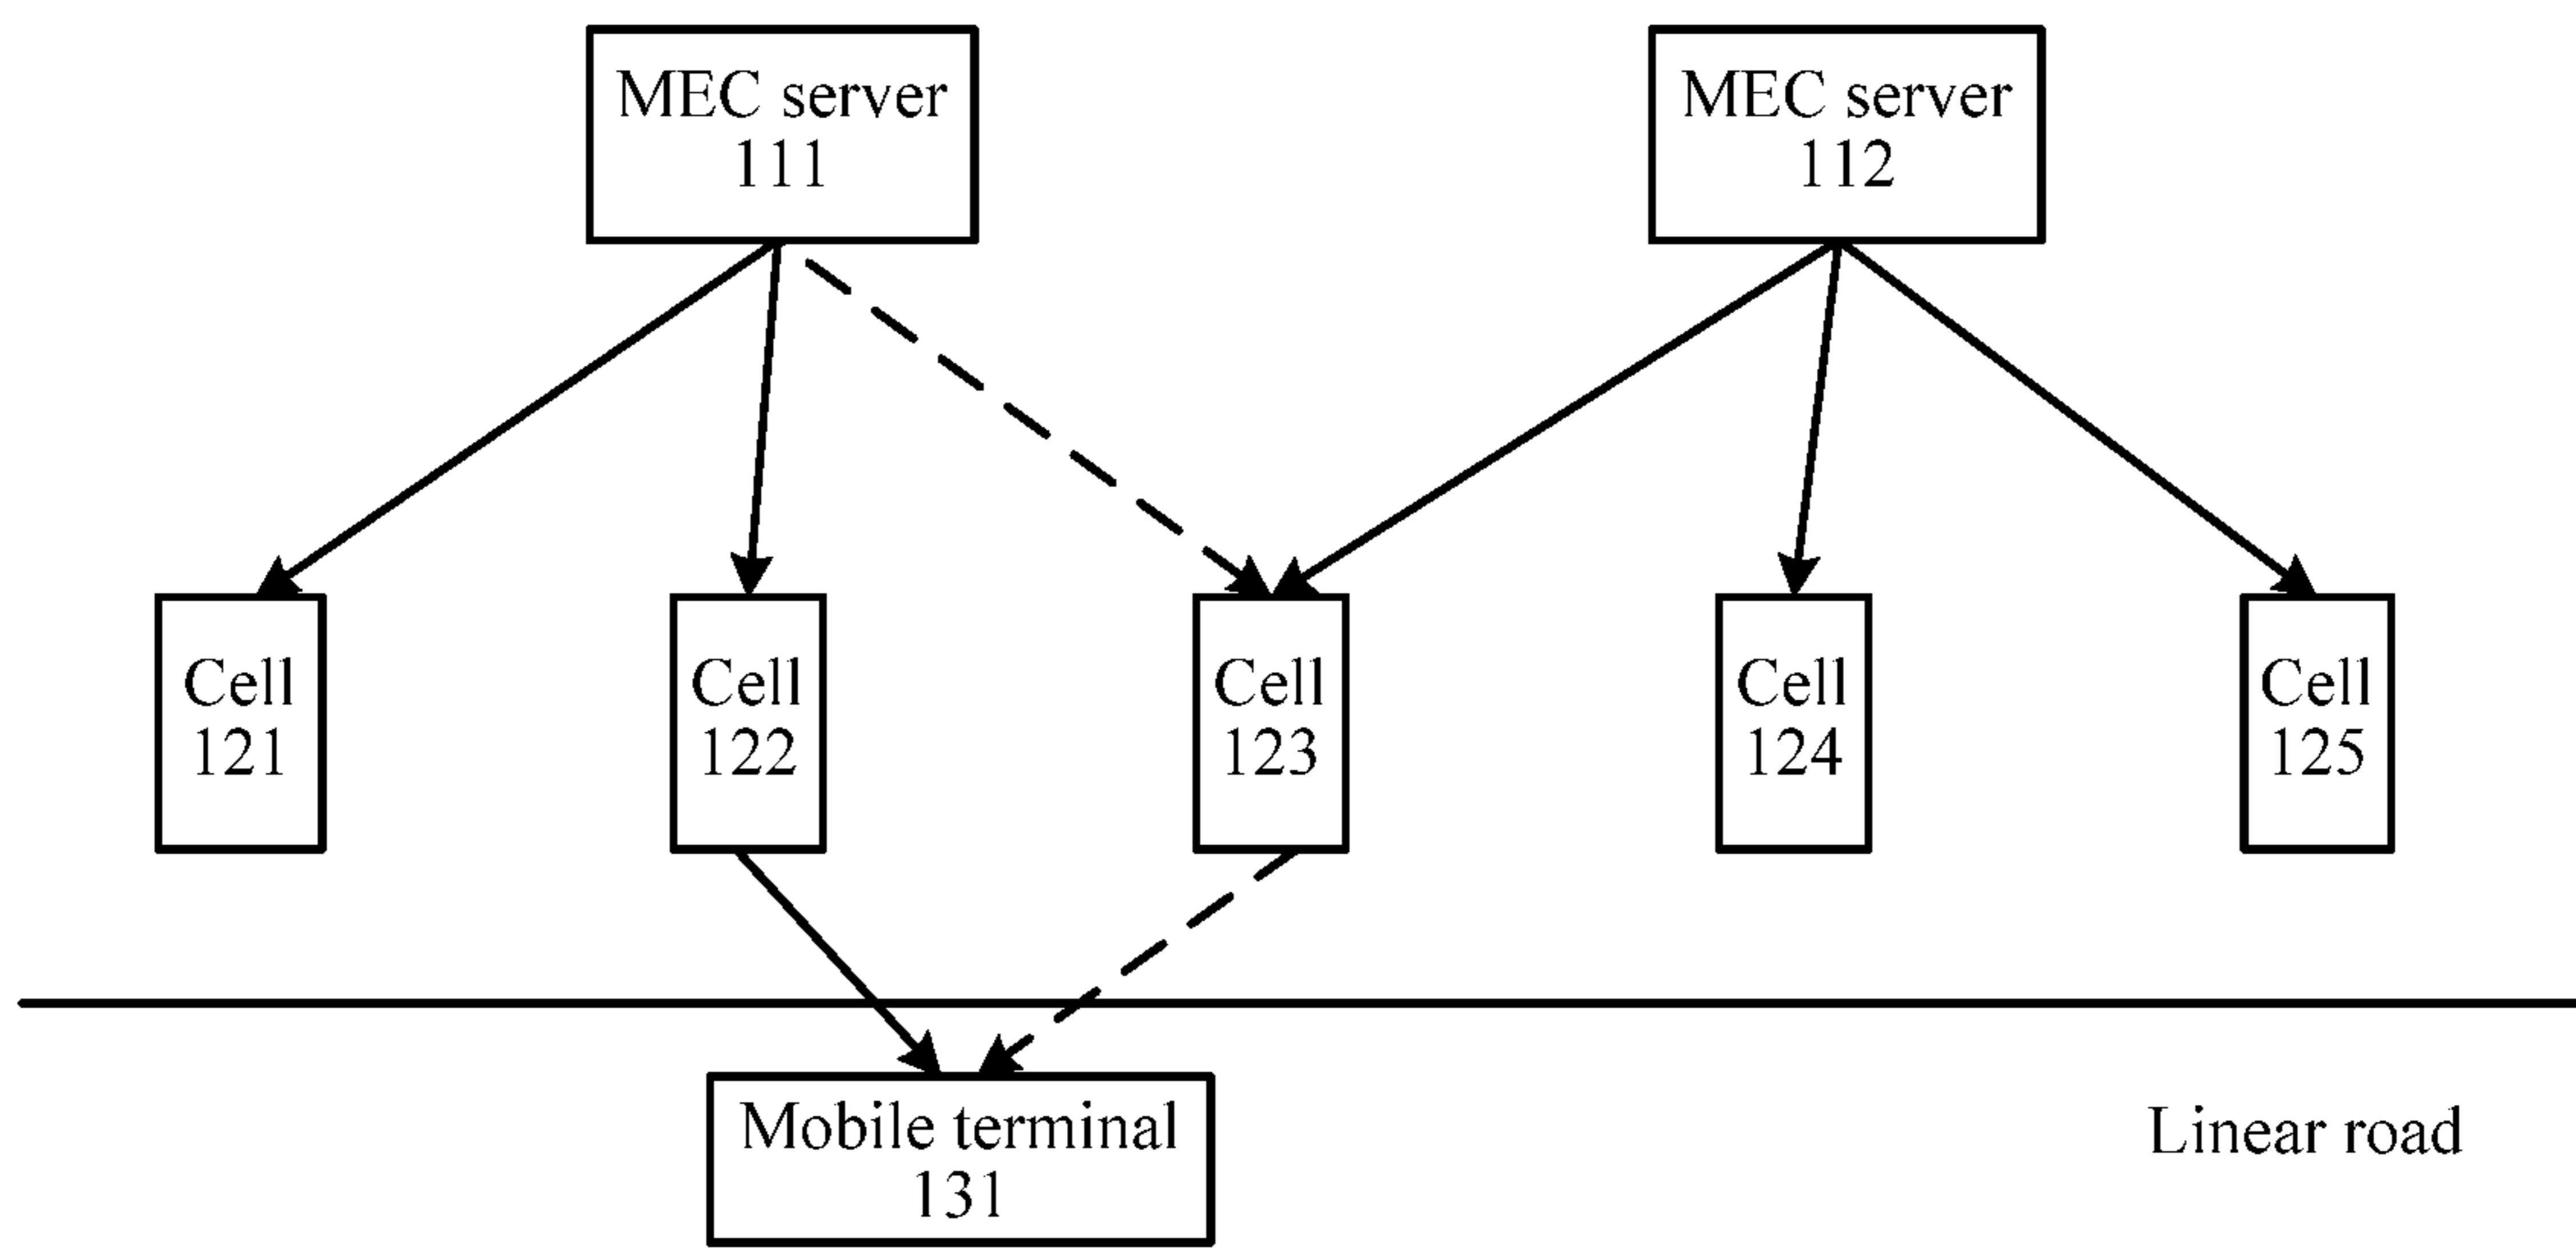 MEC server
111
MEC server
112
Cell
121
Cell
122
Cell
123
Cell
124
Cell
125
Mobile terminal
131
Linear road